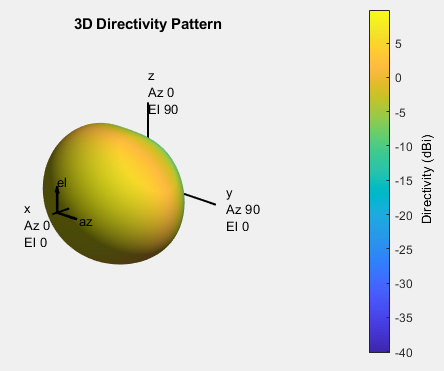 3D Directivity Pattern
z
Az 0
El 90
el
az
x
Az 0
El 0
y
Az 90
El 0
5
0
-5
-10
-15
-20
-25
-30
-35
-40
Directivity (dBi)